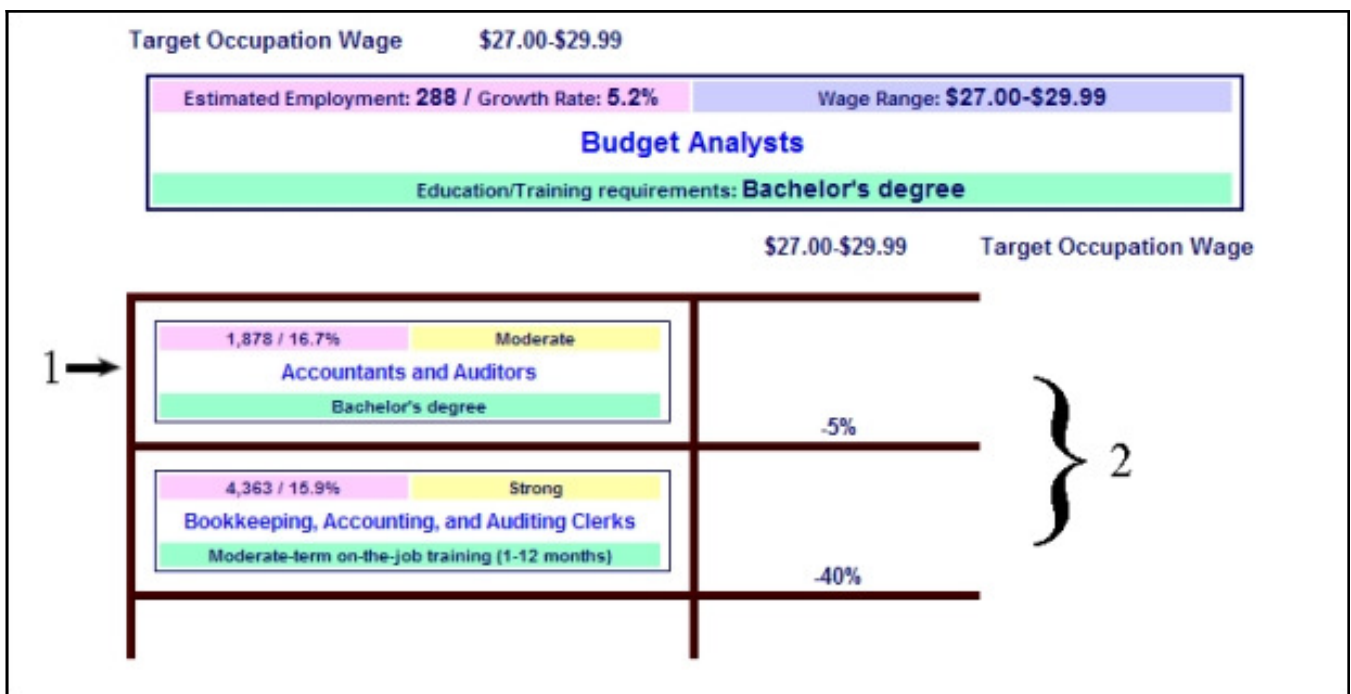 Target Occupation Wage $27.00-$29.99
Estimated Employment: 288 / Growth Rate: 5.2% Wage Range: $27.00-$29.99
Budget Analysts
Education/Training requirements: Bachelor's degree
$27.00-$29.99 Target Occupation Wage
1,878 / 16.7% Moderate
1
Accountants and Auditors
Bachelor's degree
-5%
2
4,363 / 15.9% Strong
Bookkeeping, Accounting, and Auditing Clerks
Moderate-term on-the-job training (1-12 months)
-40%